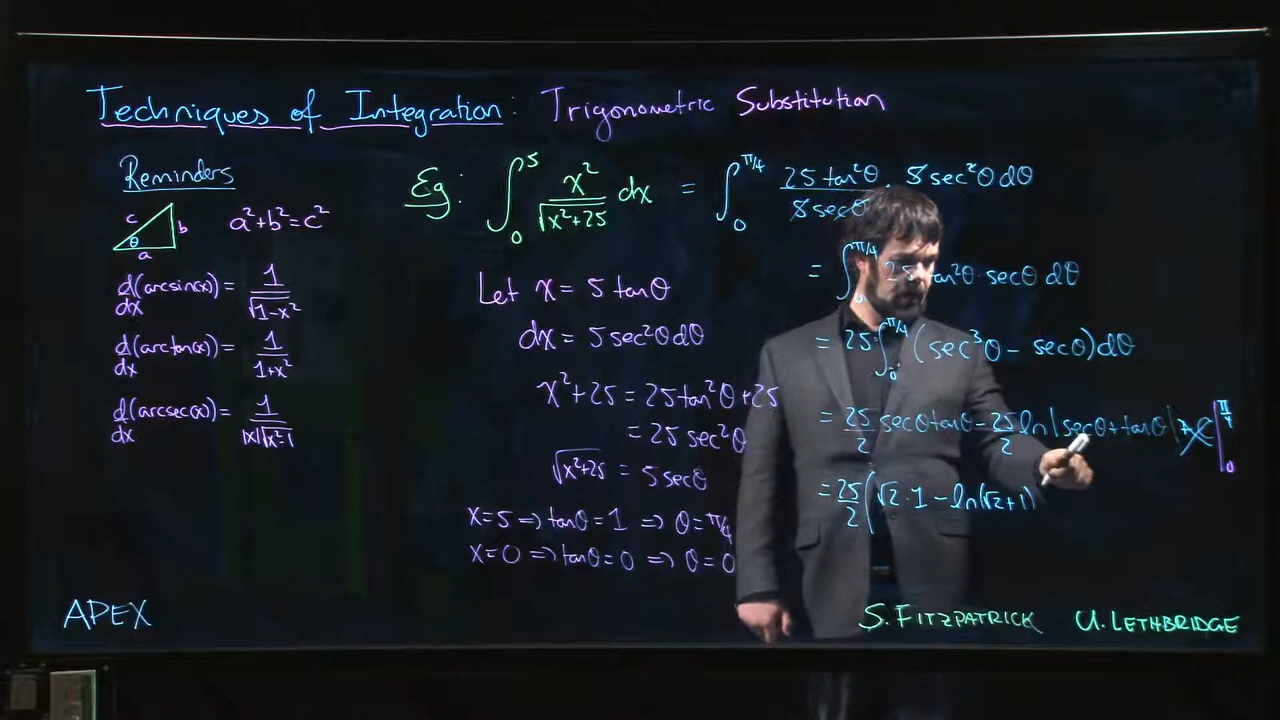 Techniques of Integration: Trigonometric Substitution
Reminders
c b θ a
a²+b²=c²
d/dx (arcsin(x)) = 1/√(1-x²)
d/dx (arctan(x)) = 1/(1+x²)
d/dx (arcsec(x)) = 1/(|x|√(x²-1))
Eg: ∫₀⁵ x²/√(x²+25) dx = ∫₀^(π/4) 25 tan²θ/(5 secθ) · 5 sec²θ dθ
Let x = 5 tanθ
dx = 5 sec²θ dθ
x²+25 = 25tan²θ + 25
= 25 sec²θ
√(x²+25) = 5 secθ
x=5 ⇒ tanθ = 1 ⇒ θ = π/4
x=0 ⇒ tanθ = 0 ⇒ θ = 0
= ∫₀^(π/4) 25 tan²θ · secθ dθ
= 25 ∫₀^(π/4) (sec³θ - secθ) dθ
= 25/2 secθ tanθ - 25/2 ln|secθ + tanθ| + C |₀^(π/4)
= 25/2 (√2 · 1 - ln(√2+1)
APEX
S. FITZPATRICK U. LETHBRIDGE